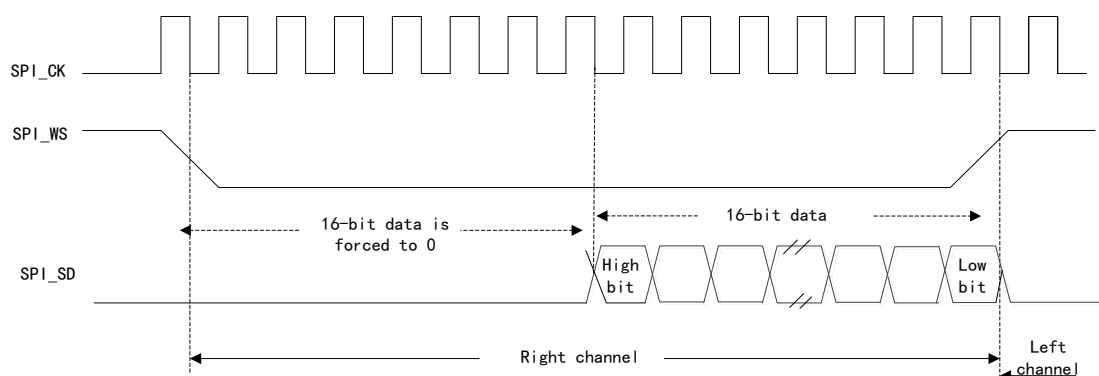 SPI_CK
SPI_WS
16-bit data is
forced to 0
16-bit data
SPI_SD
High
bit
Low
bit
Right channel
Left
channel